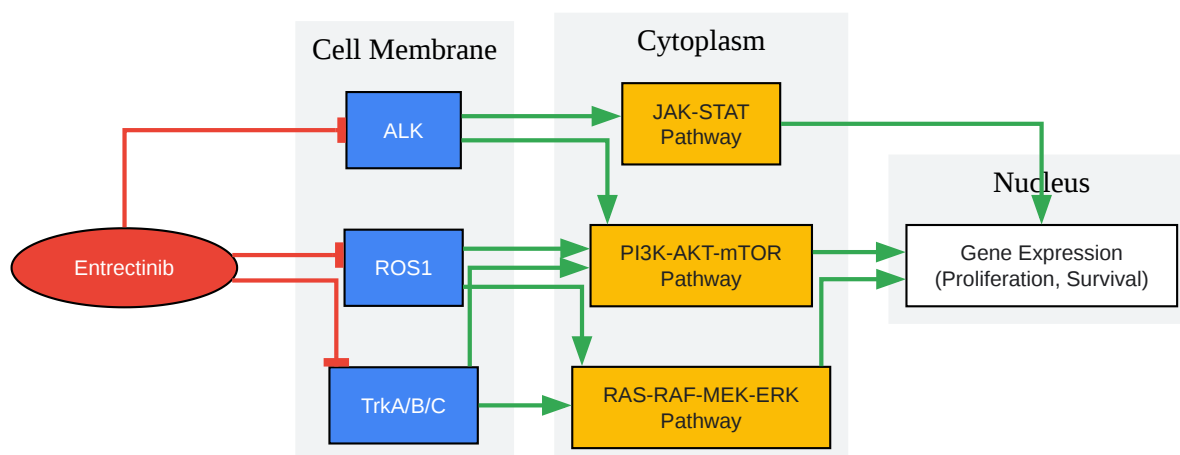 Cell Membrane
Cytoplasm
ALK
JAK-STAT
Pathway
Nucleus
Entrectinib
ROS1
PI3K-AKT-mTOR
Pathway
Gene Expression
(Proliferation, Survival)
TrkA/B/C
RAS-RAF-MEK-ERK
Pathway